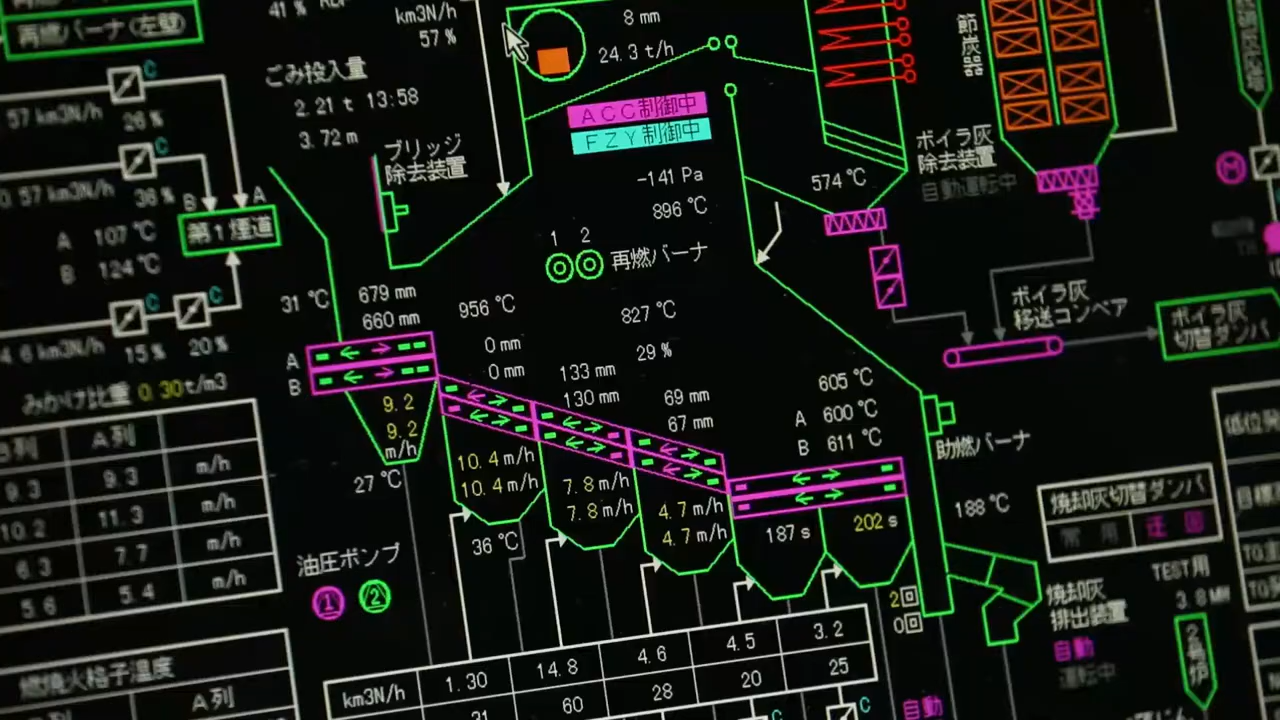 再燃バーナ(左壁)
41 %
km3N/h
57 %
8 mm
24.3 t/h
ごみ投入量
2.21 t 13:58
3.72 m
ACC制御中
FZY制御中
節炭器
C
57 km3N/h
26 %
ブリッジ
除去装置
ボイラ灰
除去装置
自動運転中
-141 Pa
896 ℃
574 ℃
M
C
0.57 km3N/h
36 %
B
A
第1煙道
A 107 ℃
B 124 ℃
1 2
再燃バーナ
31 ℃
679 mm
660 mm
956 ℃
827 ℃
29 %
ボイラ灰
移送コンベア
ボイラ灰
切替ダンパ
C
C
4.6 km3N/h
15 %
20 %
0 mm
0 mm
133 mm
130 mm
69 mm
67 mm
A
B
605 ℃
A 600 ℃
B 611 ℃
助燃バーナ
みかけ比重 0.30 t/m3
9.2
9.2
m/h
10.4 m/h
10.4 m/h
7.8 m/h
7.8 m/h
4.7 m/h
4.7 m/h
187 s
202 s
188 ℃
27 ℃
36 ℃
B列 A列
9.3 9.3 m/h
10.2 11.3 m/h
6.3 7.7 m/h
5.6 5.4 m/h
焼却灰切替ダンパ
常用
油圧ポンプ
1 2
2
0
TEST用
3.8
焼却灰
排出装置
自動
運転中
2号炉
燃焼火格子温度
A列
km3N/h 1.30 14.8 4.6 4.5 3.2
31 60 28 20 25
C
C
自動